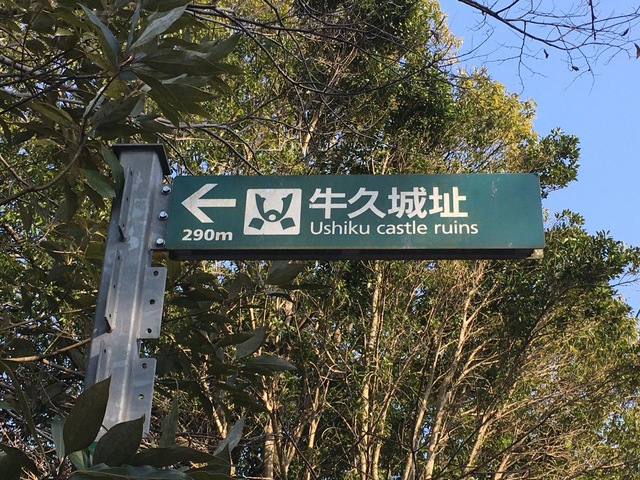 牛久城址
290m Ushiku castle ruins